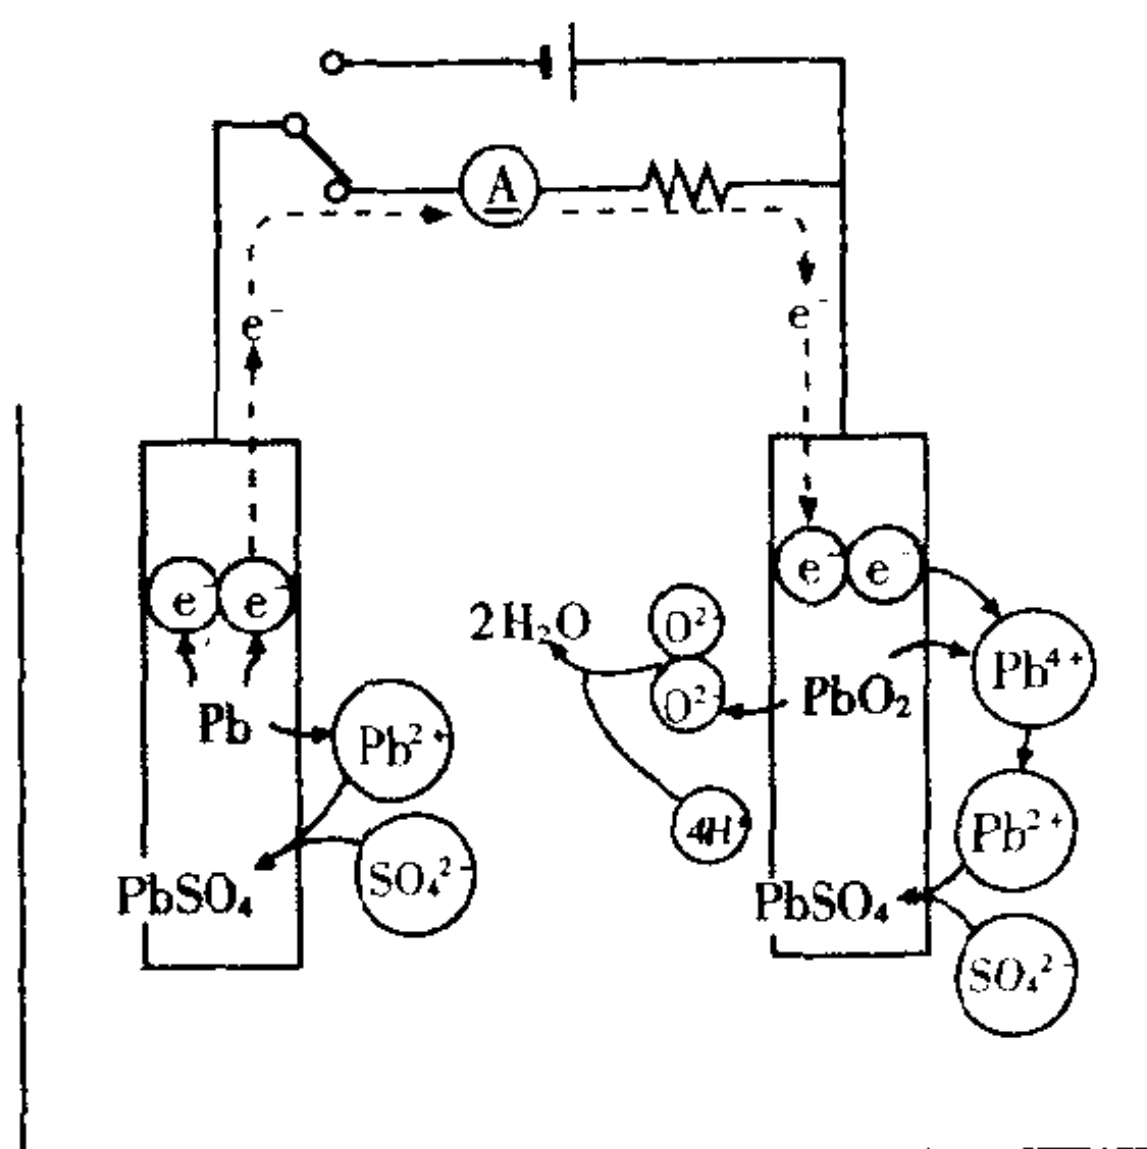 A
e⁻ e⁻
e⁻ e⁻ e⁻ e⁻
2H₂O O²⁻ Pb⁴⁺
Pb O²⁻ PbO₂
Pb²⁺
4H⁺ Pb²⁺
PbSO₄ SO₄²⁻ PbSO₄
SO₄²⁻